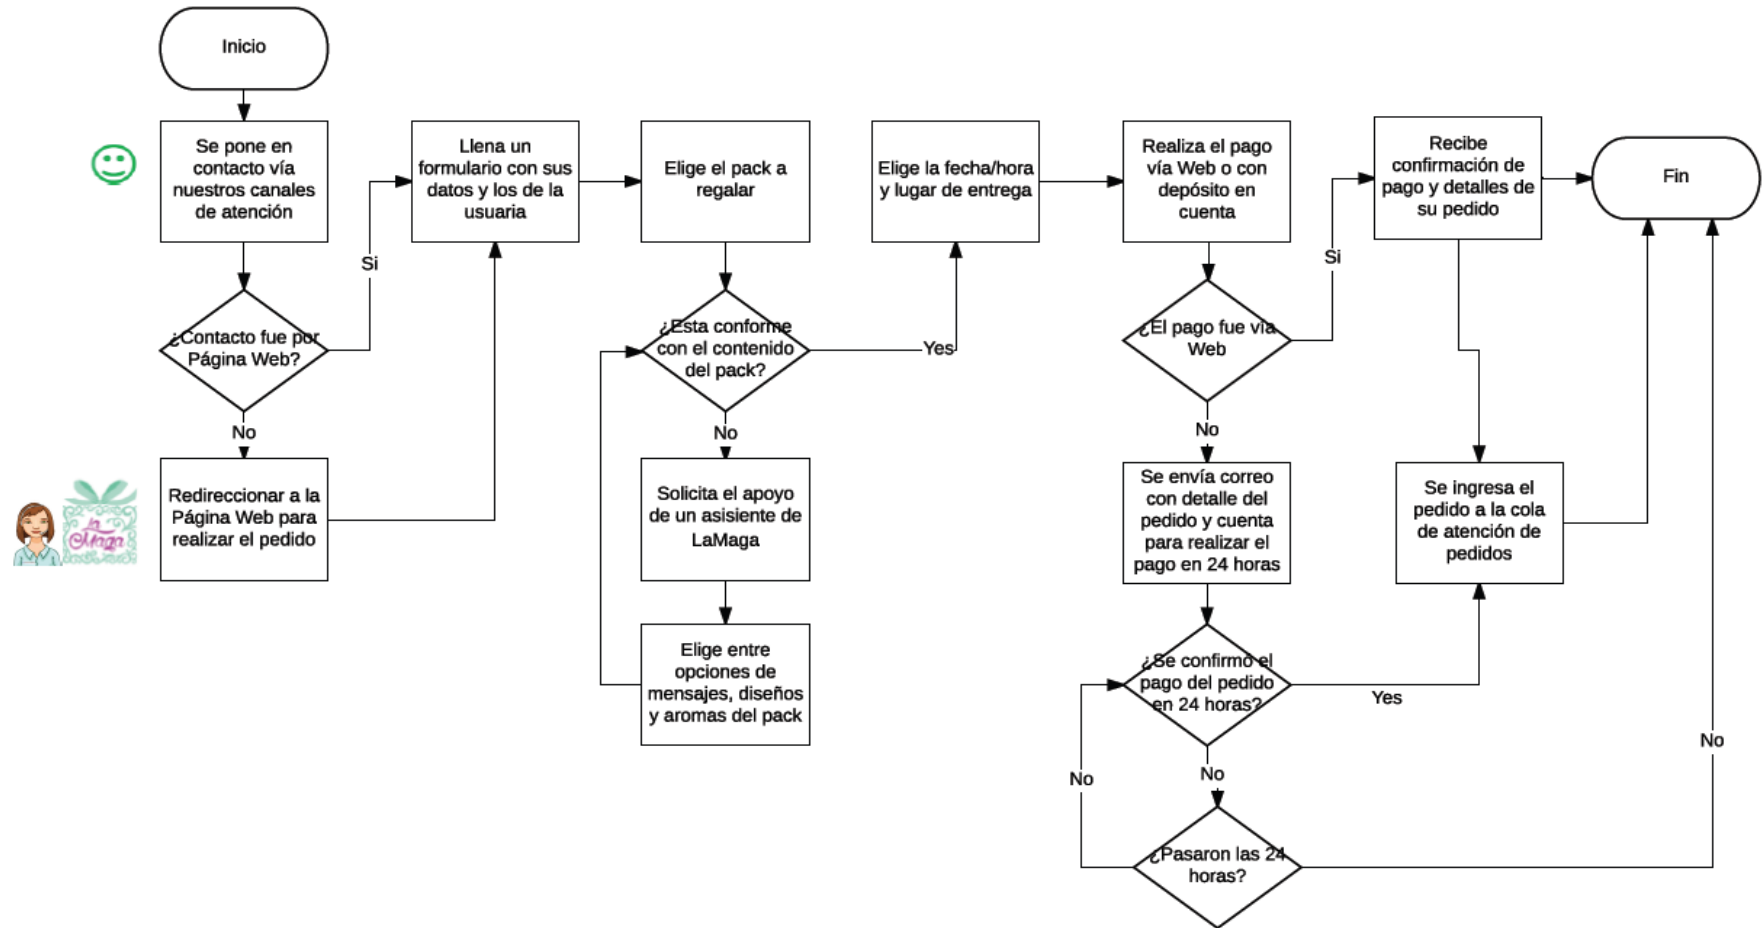 Inicio
Se pone en
contacto vía
nuestros canales
de atención
¿Contacto fue por
Página Web?
Si
No
Redireccionar a la
Página Web para
realizar el pedido
la
Maga
Llena un
formulario con sus
datos y los de la
usuaria
Elige el pack a
regalar
¿Esta conforme
con el contenido
del pack?
Yes
No
Solicita el apoyo
de un asisiente de
LaMaga
Elige entre
opciones de
mensajes, diseños
y aromas del pack
Elige la fecha/hora
y lugar de entrega
Realiza el pago
vía Web o con
depósito en
cuenta
¿El pago fue vía
Web
Si
No
Se envía correo
con detalle del
pedido y cuenta
para realizar el
pago en 24 horas
¿Se confirmó el
pago del pedido
en 24 horas?
Yes
No
¿Pasaron las 24
horas?
No
No
Recibe
confirmación de
pago y detalles de
su pedido
Se ingresa el
pedido a la cola
de atención de
pedidos
Fin